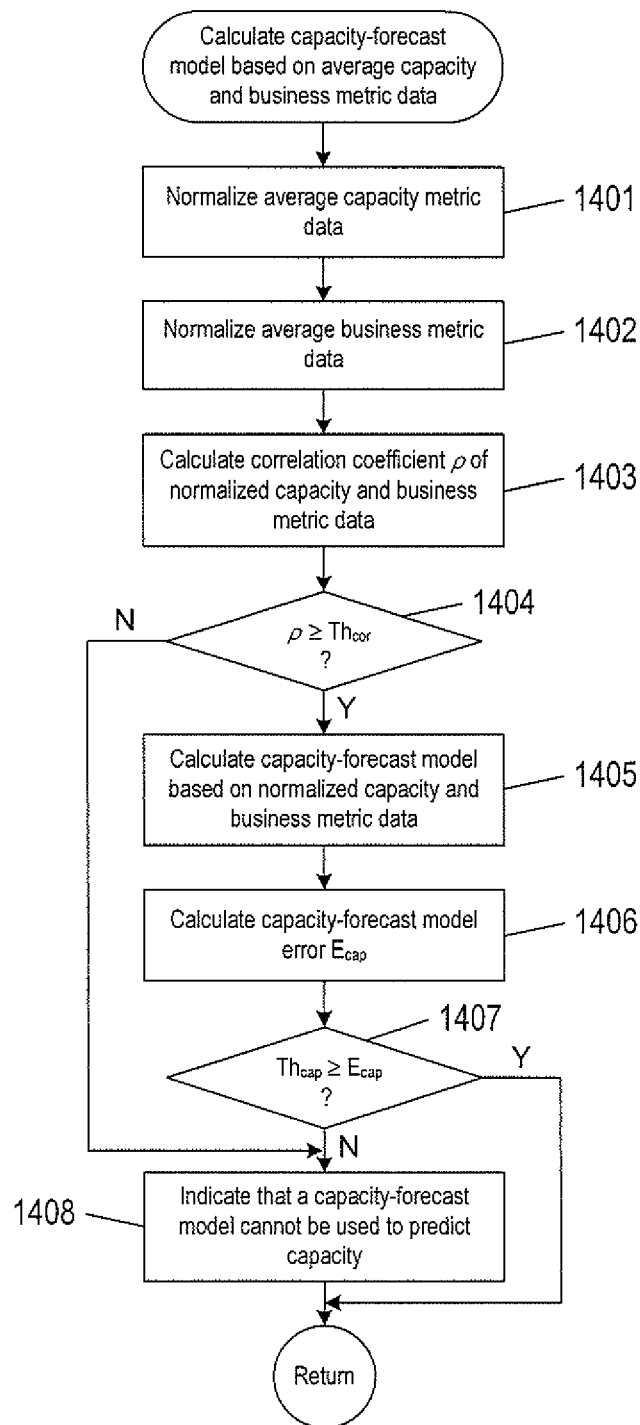 Calculate capacity-forecast
model based on average capacity
and business metric data
Normalize average capacity metric
data
1401
Normalize average business metric
data
1402
Calculate correlation coefficient ρ of
normalized capacity and business
metric data
1403
1404
N
ρ ≥ Thcor
?
Y
Calculate capacity-forecast model
based on normalized capacity and
business metric data
1405
Calculate capacity-forecast model
error Ecap
1406
1407
Thcap ≥ Ecap
?
Y
N
1408
Indicate that a capacity-forecast
model cannot be used to predict
capacity
Return